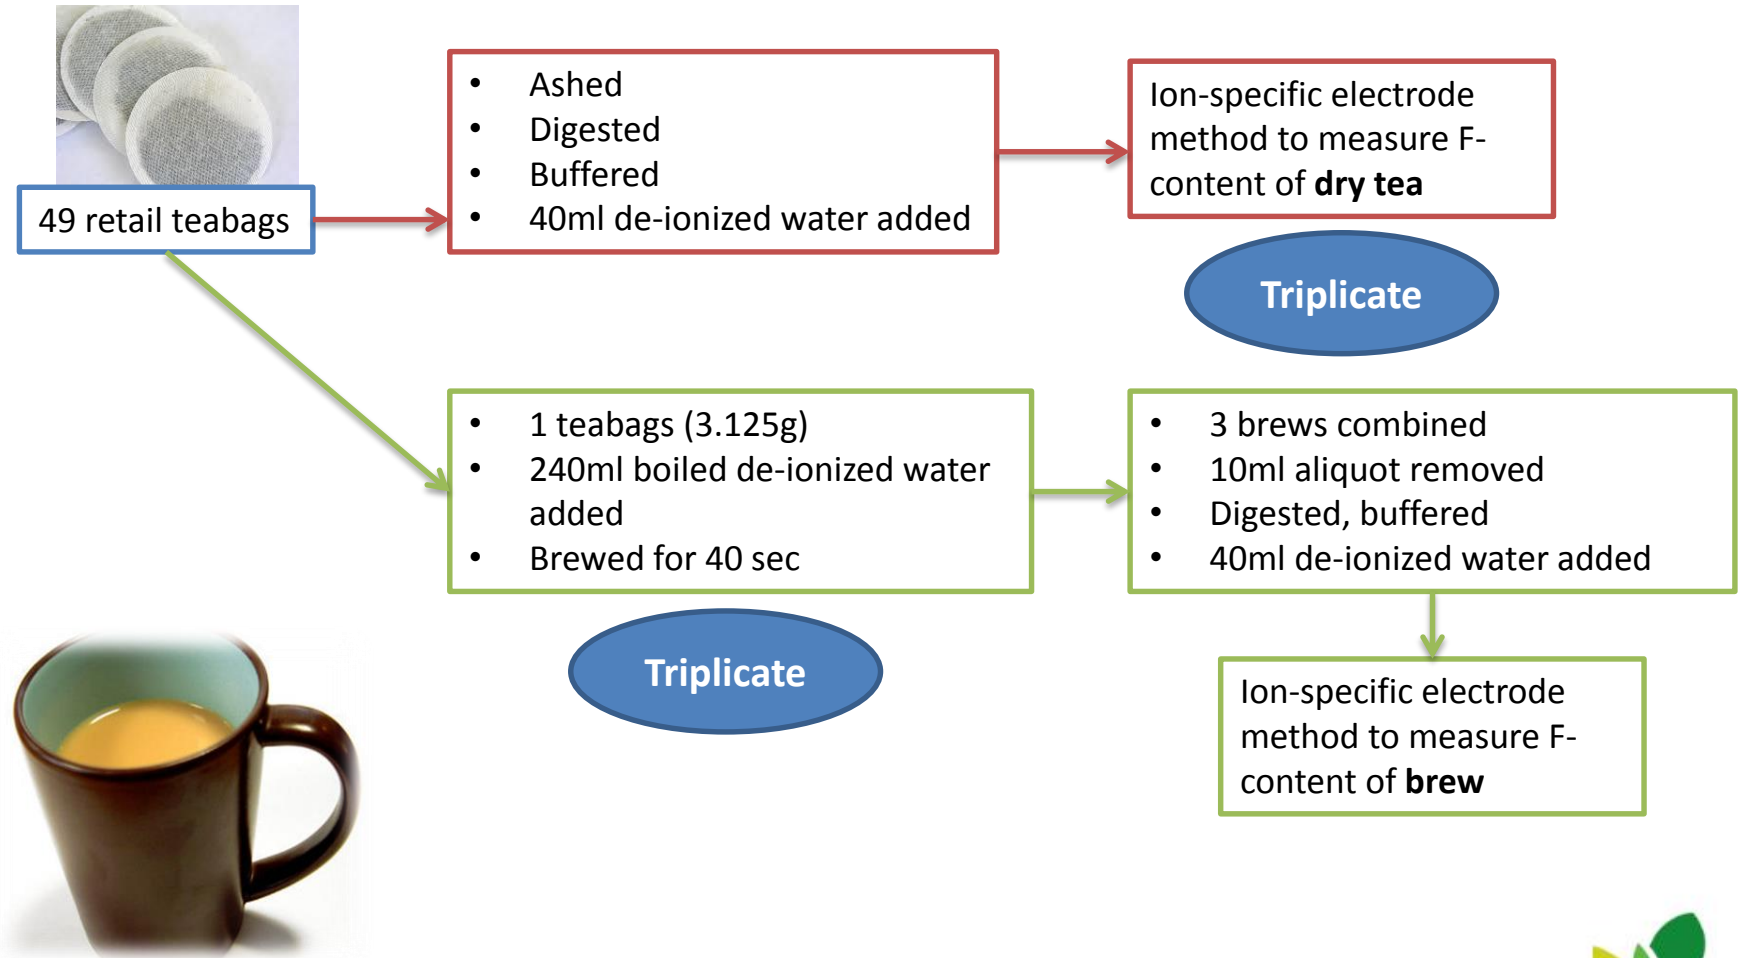 49 retail teabags
• Ashed
• Digested
• Buffered
• 40ml de-ionized water added
Ion-specific electrode
method to measure F-
content of dry tea
Triplicate
• 1 teabags (3.125g)
• 240ml boiled de-ionized water
added
• Brewed for 40 sec
Triplicate
• 3 brews combined
• 10ml aliquot removed
• Digested, buffered
• 40ml de-ionized water added
Ion-specific electrode
method to measure F-
content of brew